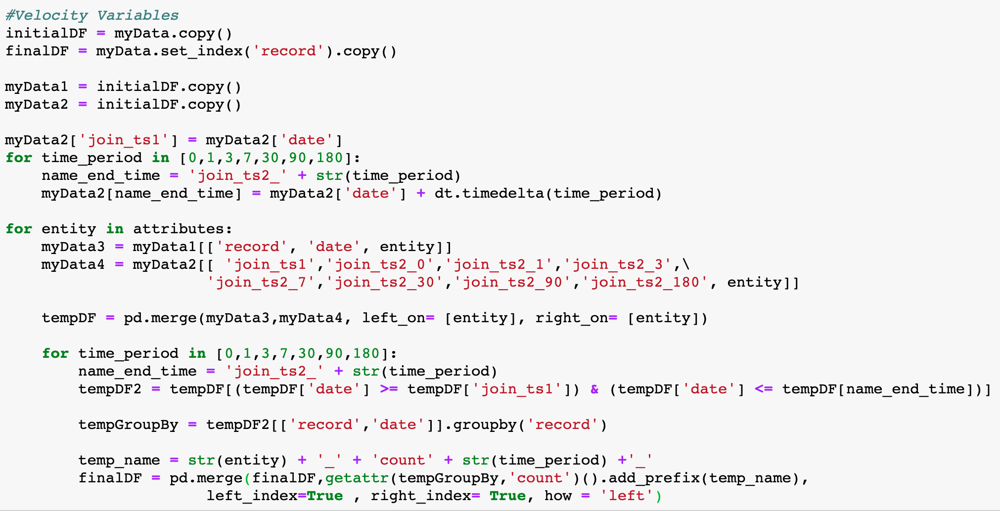 #Velocity Variables
initialDF = myData.copy()
finalDF = myData.set_index('record').copy()

myData1 = initialDF.copy()
myData2 = initialDF.copy()

myData2['join_ts1'] = myData2['date']
for time_period in [0,1,3,7,30,90,180]:
    name_end_time = 'join_ts2_' + str(time_period)
    myData2[name_end_time] = myData2['date'] + dt.timedelta(time_period)

for entity in attributes:
    myData3 = myData1[['record', 'date', entity]]
    myData4 = myData2[[ 'join_ts1','join_ts2_0','join_ts2_1','join_ts2_3',\
                      'join_ts2_7','join_ts2_30','join_ts2_90','join_ts2_180', entity]]

    tempDF = pd.merge(myData3,myData4, left_on= [entity], right_on= [entity])

    for time_period in [0,1,3,7,30,90,180]:
        name_end_time = 'join_ts2_' + str(time_period)
        tempDF2 = tempDF[(tempDF['date'] >= tempDF['join_ts1']) & (tempDF['date'] <= tempDF[name_end_time])]

        tempGroupBy = tempDF2[['record','date']].groupby('record')

        temp_name = str(entity) + '_' + 'count' + str(time_period) +'_'
        finalDF = pd.merge(finalDF,getattr(tempGroupBy,'count')().add_prefix(temp_name),
                      left_index=True , right_index= True, how = 'left')